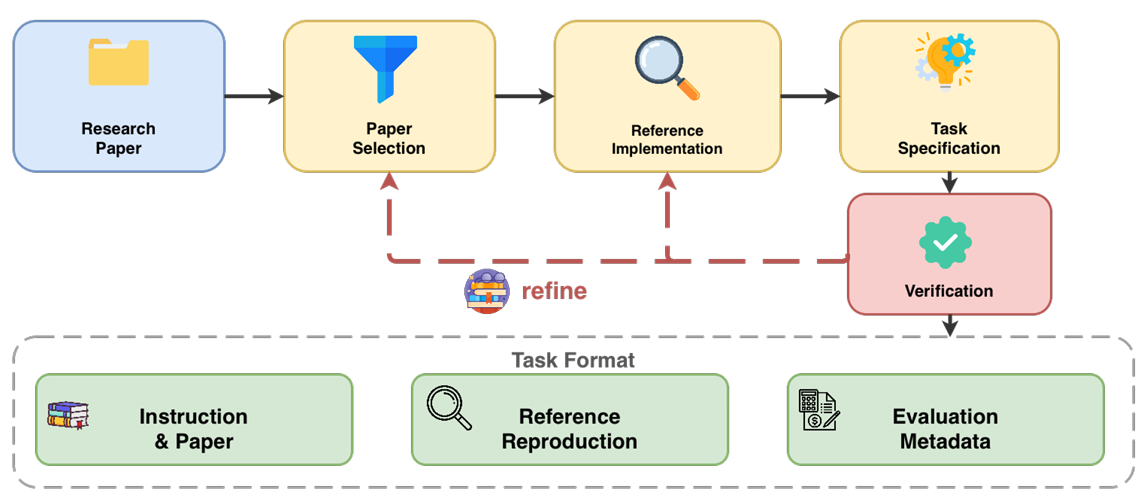 Research
Paper
Paper
Selection
Reference
Implementation
Task
Specification
Verification
refine
Task Format
Instruction
& Paper
Reference
Reproduction
Evaluation
Metadata